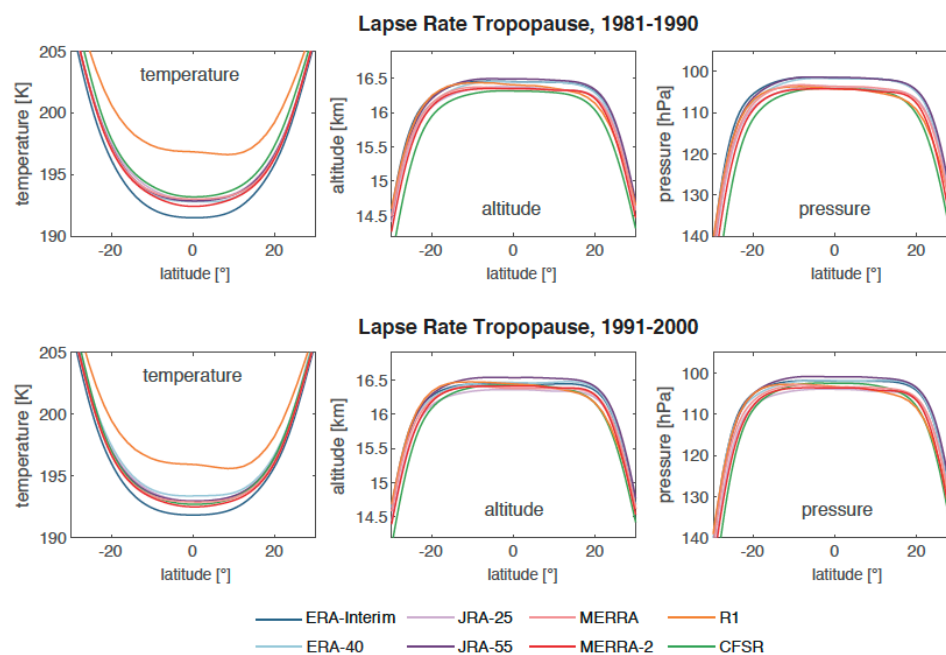 Lapse Rate Tropopause, 1981-1990
205
200
195
190
temperature [K]
temperature
-20 0 20
latitude [°]
16.5
16
15.5
15
14.5
altitude [km]
altitude
-20 0 20
latitude [°]
100
110
120
130
140
pressure [hPa]
pressure
-20 0 20
latitude [°]
Lapse Rate Tropopause, 1991-2000
205
200
195
190
temperature [K]
temperature
-20 0 20
latitude [°]
16.5
16
15.5
15
14.5
altitude [km]
altitude
-20 0 20
latitude [°]
100
110
120
130
140
pressure [hPa]
pressure
-20 0 20
latitude [°]
ERA-Interim JRA-25 MERRA R1
ERA-40 JRA-55 MERRA-2 CFSR